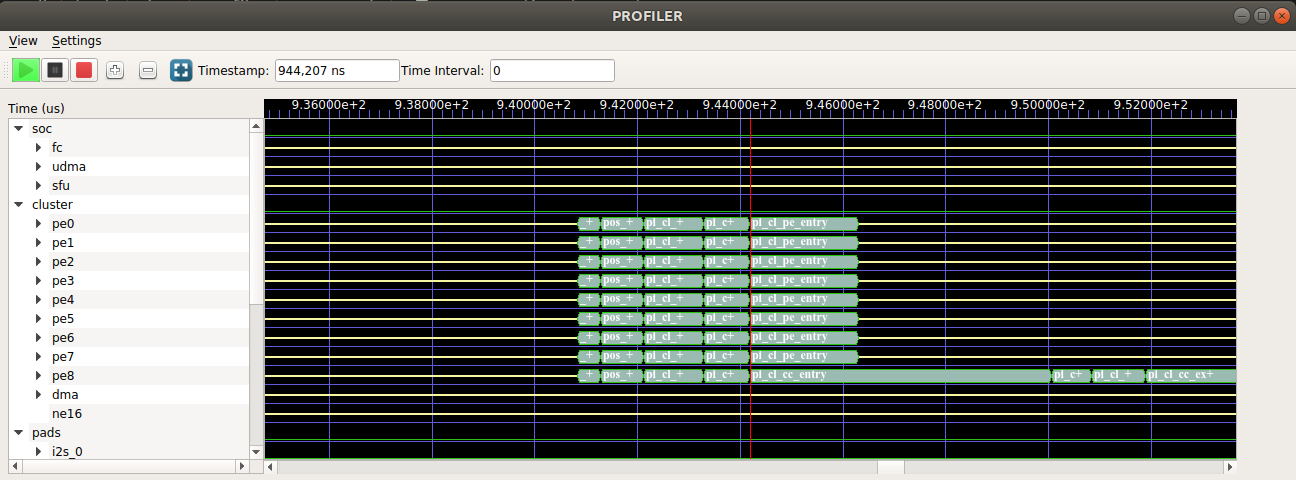 PROFILER
View Settings
Timestamp: 944,207 ns Time Interval: 0
Time (us) 9.36000e+2 9.38000e+2 9.40000e+2 9.42000e+2 9.44000e+2 9.46000e+2 9.48000e+2 9.50000e+2 9.52000e+2
soc
fc
udma
sfu
cluster
pe0 _+ pos_+ pi_cl_+ pi_c+ pi_cl_pe_entry
pe1 _+ pos_+ pi_cl_+ pi_c+ pi_cl_pe_entry
pe2 _+ pos_+ pi_cl_+ pi_c+ pi_cl_pe_entry
pe3 _+ pos_+ pi_cl_+ pi_c+ pi_cl_pe_entry
pe4 _+ pos_+ pi_cl_+ pi_c+ pi_cl_pe_entry
pe5 _+ pos_+ pi_cl_+ pi_c+ pi_cl_pe_entry
pe6 _+ pos_+ pi_cl_+ pi_c+ pi_cl_pe_entry
pe7 _+ pos_+ pi_cl_+ pi_c+ pi_cl_pe_entry
pe8 _+ pos_+ pi_cl_+ pi_c+ pi_cl_cc_entry pi_c+ pi_cl_+ pi_cl_cc_ex+
dma
ne16
pads
i2s_0